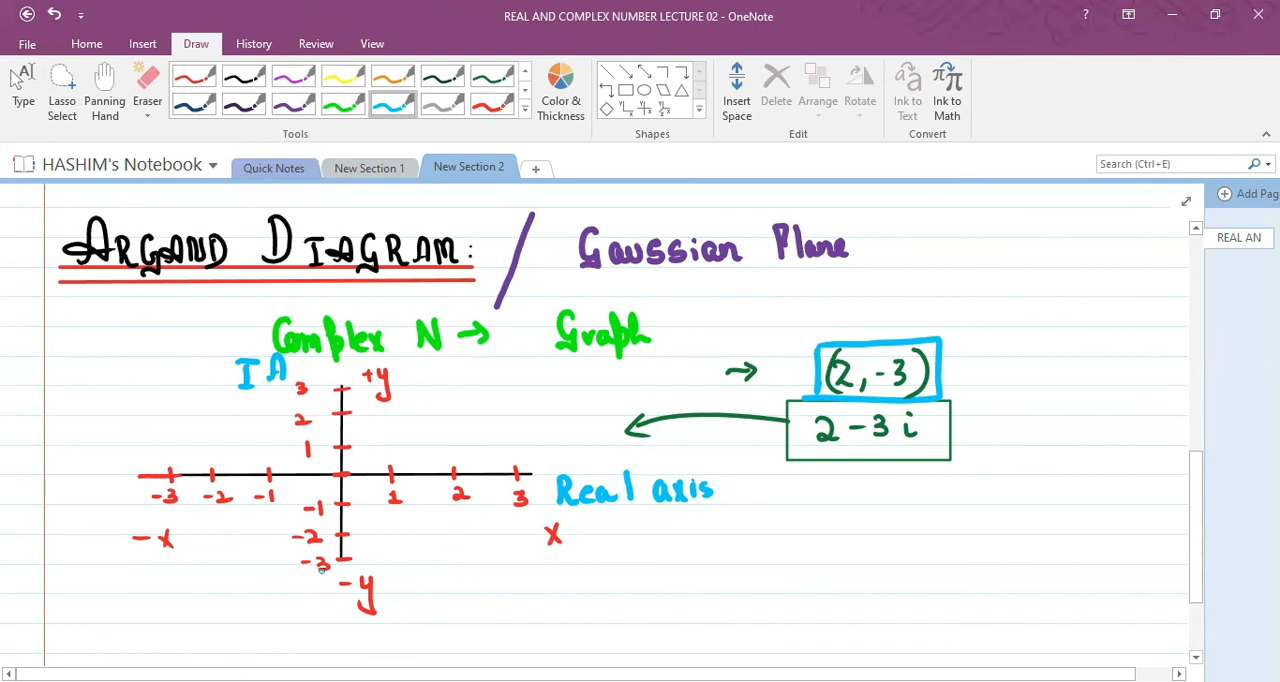 REAL AND COMPLEX NUMBER LECTURE 02 - OneNote
?
File Home Insert Draw History Review View
Type
Lasso Select
Panning Hand
Eraser
Color & Thickness
Insert Space
Delete
Arrange
Rotate
Ink to Text
Ink to Math
Tools Shapes Edit Convert
HASHIM's Notebook Quick Notes New Section 1 New Section 2 Search (Ctrl+E)
Add Pag
REAL AN
ARGAND DIAGRAM: / Gaussian Plane
Complex N → Graph
→ (2, -3)
2 - 3 i
I A
+y
3
2
1
-3 -2 -1 1 2 3 Real axis
-1
-2
-3
-x x
-y